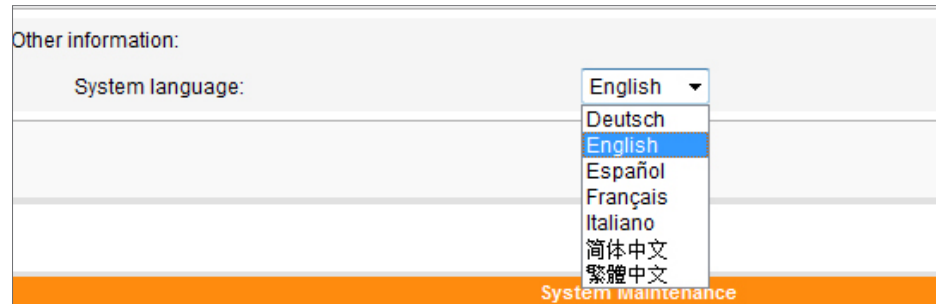 Other information:
System language: English
Deutsch
English
Español
Français
Italiano
简体中文
繁體中文
System Maintenance